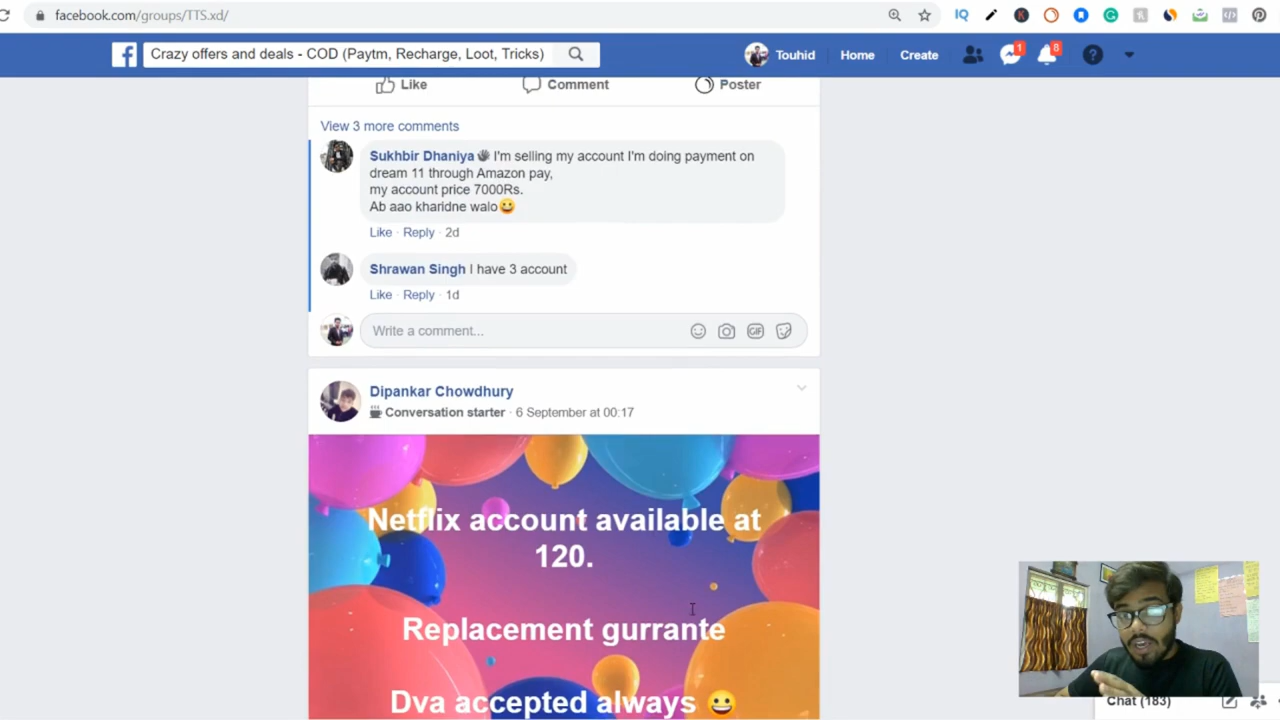 facebook.com/groups/TTS.xd/
IQ
K
G
Crazy offers and deals - COD (Paytm, Recharge, Loot, Tricks)
Touhid
Home
Create
1
8
?
Like
Comment
Poster
View 3 more comments
Sukhbir Dhaniya 👋 I'm selling my account I'm doing payment on
dream 11 through Amazon pay,
my account price 7000Rs.
Ab aao kharidne walo😀
Like · Reply · 2d
Shrawan Singh I have 3 account
Like · Reply · 1d
Write a comment...
GIF
Dipankar Chowdhury
Conversation starter · 6 September at 00:17
Netflix account available at
120.
Replacement gurrante
Dva accepted always 😀
Chat (183)